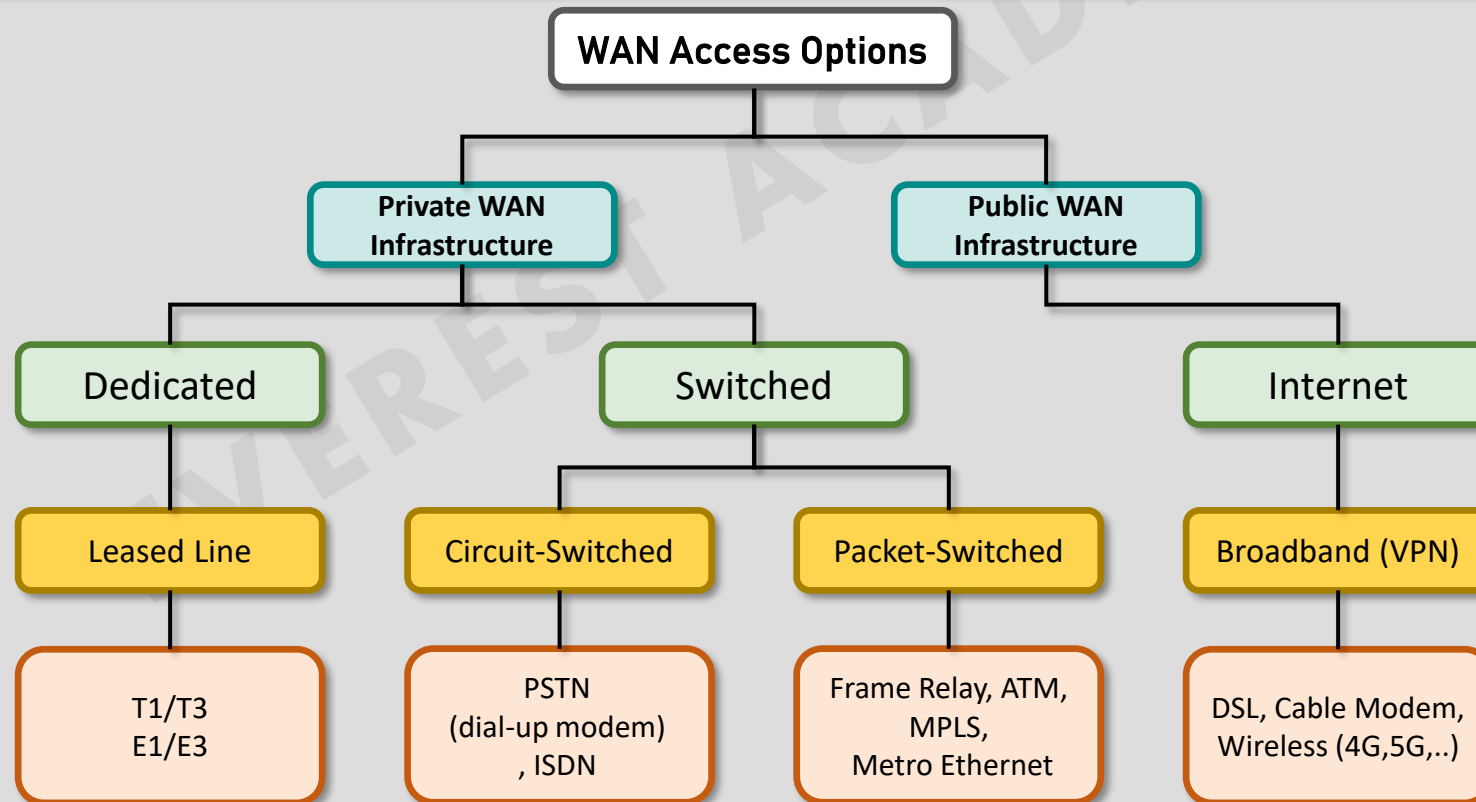 WAN Access Options
Private WAN
Infrastructure
Public WAN
Infrastructure
Dedicated
Switched
Internet
Leased Line
Circuit-Switched
Packet-Switched
Broadband (VPN)
T1/T3
E1/E3
PSTN
(dial-up modem)
, ISDN
Frame Relay, ATM,
MPLS,
Metro Ethernet
DSL, Cable Modem,
Wireless (4G,5G,..)